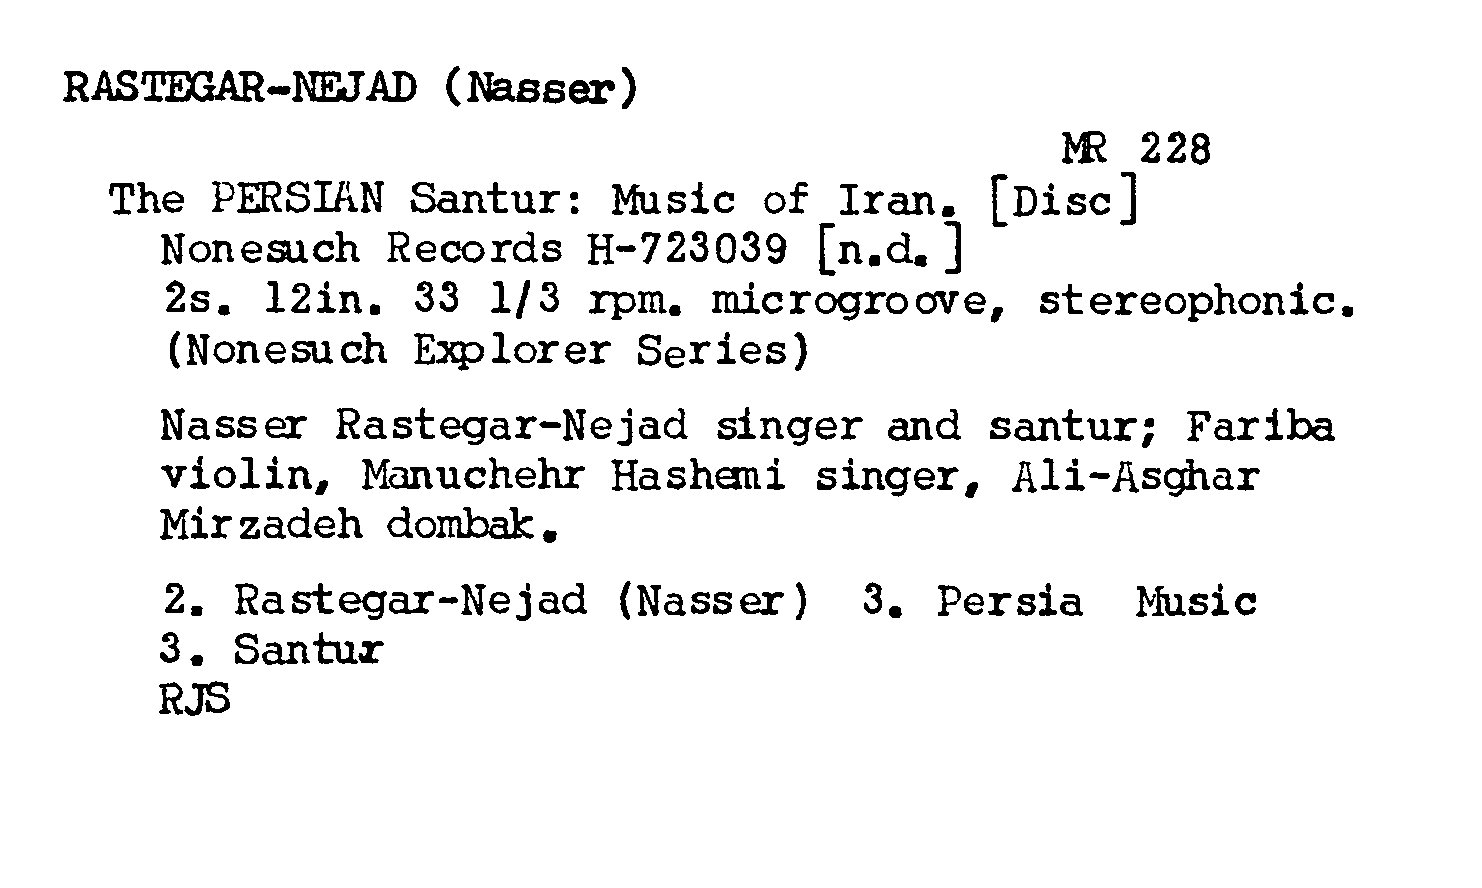 RASTEGAR-NEJAD (Nasser)
MR 228
The PERSIAN Santur: Music of Iran. [Disc]
Nonesuch Records H-723039 [n.d.]
2s. 12in. 33 1/3 rpm. microgroove, stereophonic.
(Nonesuch Explorer Series)
Nasser Rastegar-Nejad singer and santur; Fariba
violin, Manuchehr Hashemi singer, Ali-Asghar
Mirzadeh dombak.
2. Rastegar-Nejad (Nasser) 3. Persia Music
3. Santur
RJS